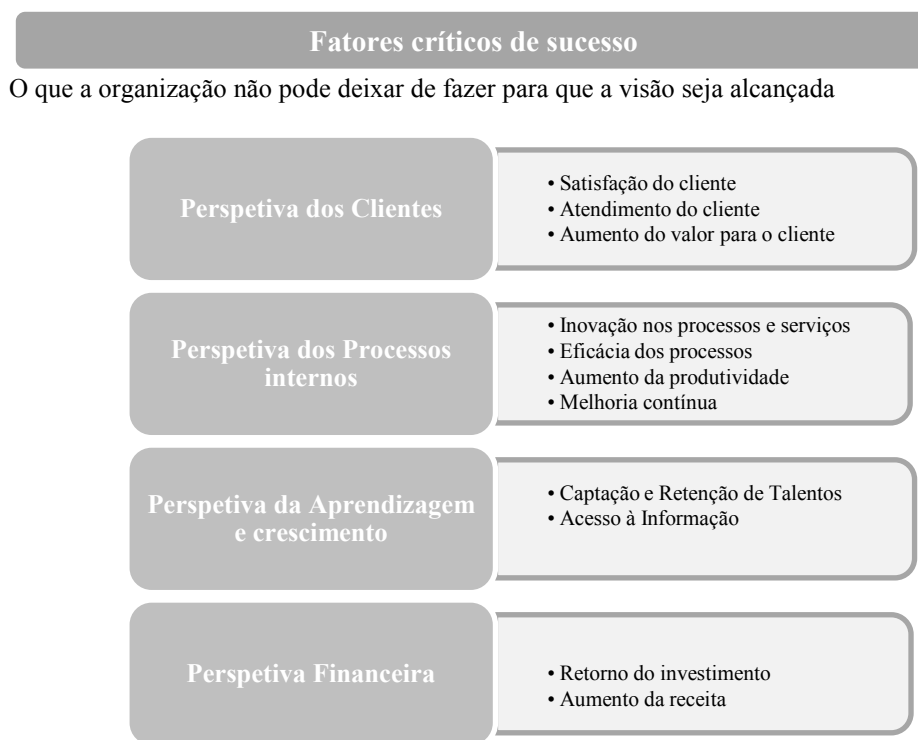 Fatores críticos de sucesso
O que a organização não pode deixar de fazer para que a visão seja alcançada
Perspetiva dos Clientes
• Satisfação do cliente
• Atendimento do cliente
• Aumento do valor para o cliente
Perspetiva dos Processos
internos
• Inovação nos processos e serviços
• Eficácia dos processos
• Aumento da produtividade
• Melhoria contínua
Perspetiva da Aprendizagem
e crescimento
• Captação e Retenção de Talentos
• Acesso à Informação
Perspetiva Financeira
• Retorno do investimento
• Aumento da receita